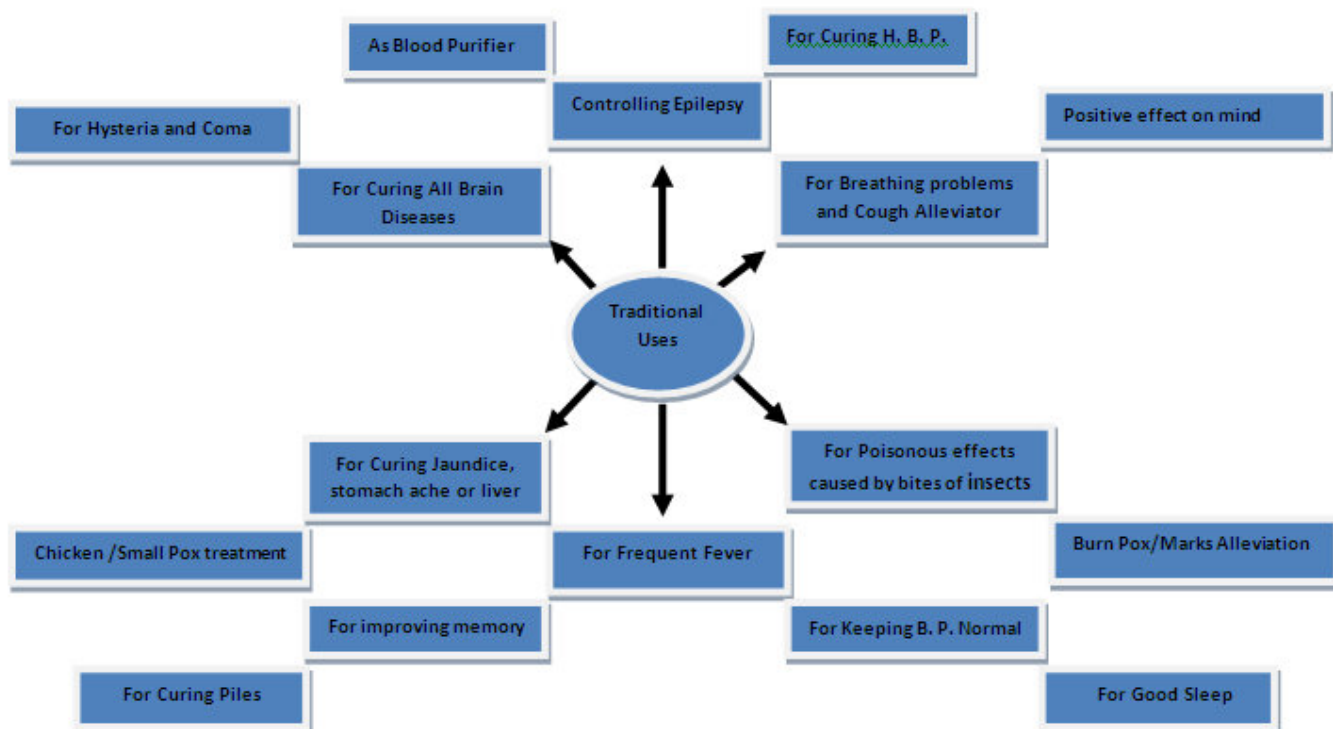 As Blood Purifier
For Curing H. B. P.
Controlling Epilepsy
For Hysteria and Coma
Positive effect on mind
For Curing All Brain
Diseases
For Breathing problems
and Cough Alleviator
Traditional
Uses
For Curing Jaundice,
stomach ache or liver
For Poisonous effects
caused by bites of insects
Chicken /Small Pox treatment
For Frequent Fever
Burn Pox/Marks Alleviation
For improving memory
For Keeping B. P. Normal
For Curing Piles
For Good Sleep